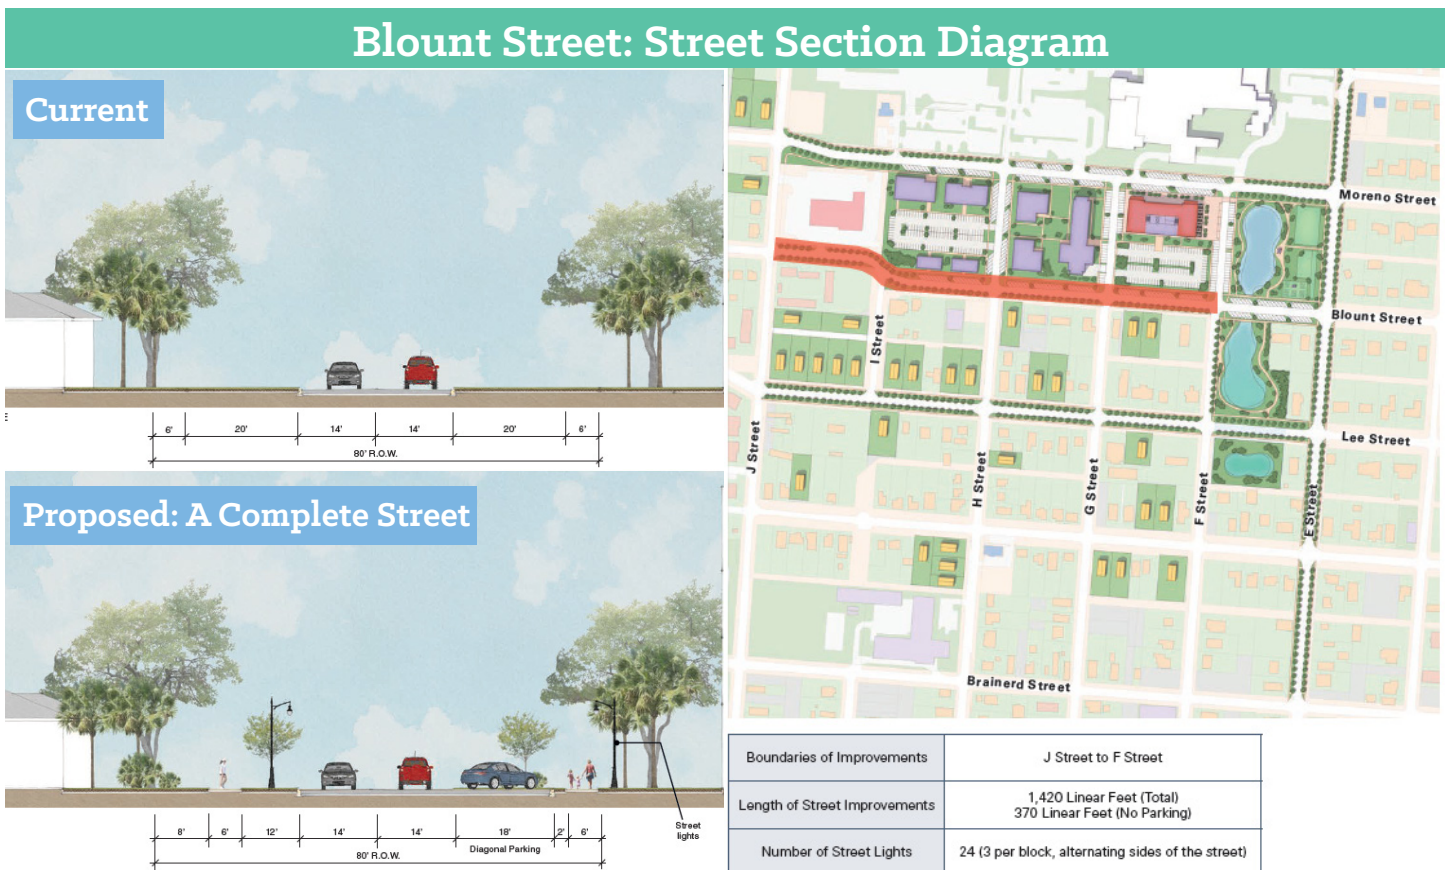 Blount Street: Street Section Diagram
Current
6' 20' 14' 14' 20' 6'
80' R.O.W.
Proposed: A Complete Street
8' 6' 12' 14' 14' 18' 2' 6'
Diagonal Parking
80' R.O.W.
Street
lights
Moreno Street
Blount Street
I Street
Lee Street
J Street
H Street
G Street
F Street
E Street
Brainerd Street
Boundaries of Improvements J Street to F Street
Length of Street Improvements 1,420 Linear Feet (Total)
370 Linear Feet (No Parking)
Number of Street Lights 24 (3 per block, alternating sides of the street)